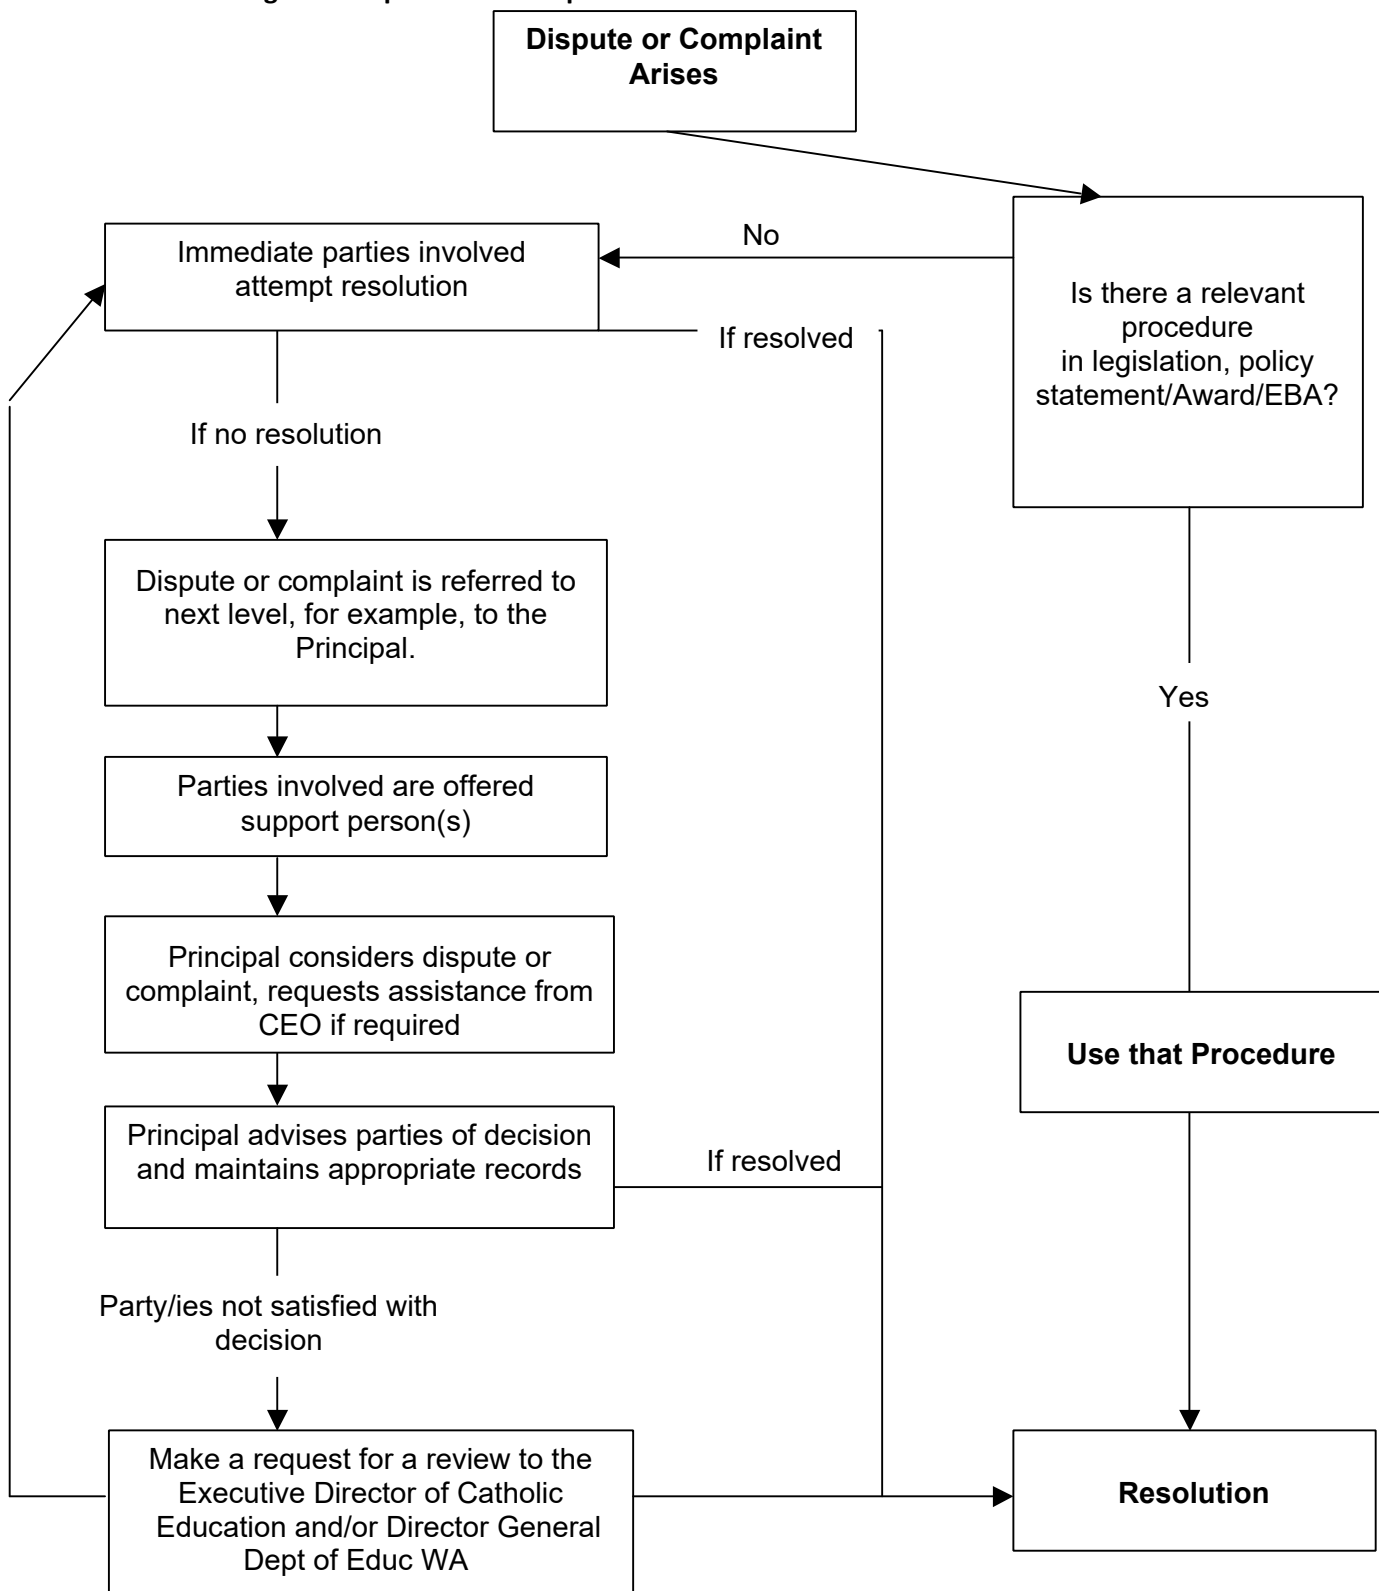 Dispute or Complaint
Arises
No
Immediate parties involved
attempt resolution
Is there a relevant
procedure
in legislation, policy
statement/Award/EBA?
If resolved
If no resolution
Dispute or complaint is referred to
next level, for example, to the
Principal.
Yes
Parties involved are offered
support person(s)
Principal considers dispute or
complaint, requests assistance from
CEO if required
Use that Procedure
Principal advises parties of decision
and maintains appropriate records
If resolved
Party/ies not satisfied with
decision
Make a request for a review to the
Executive Director of Catholic
Education and/or Director General
Dept of Educ WA
Resolution